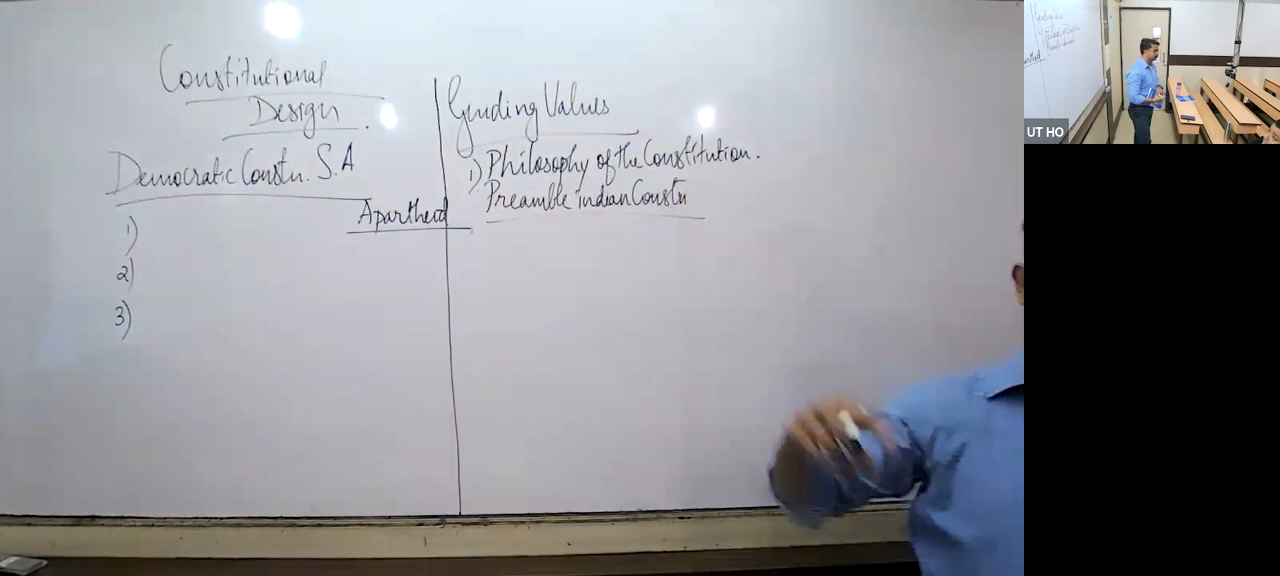 Constitutional
Design.
Democratic Constn. S.A
Apartheid
1)
2)
3)
Guiding Values
1) Philosophy of the Constitution.
Preamble indian Constn
UT HO